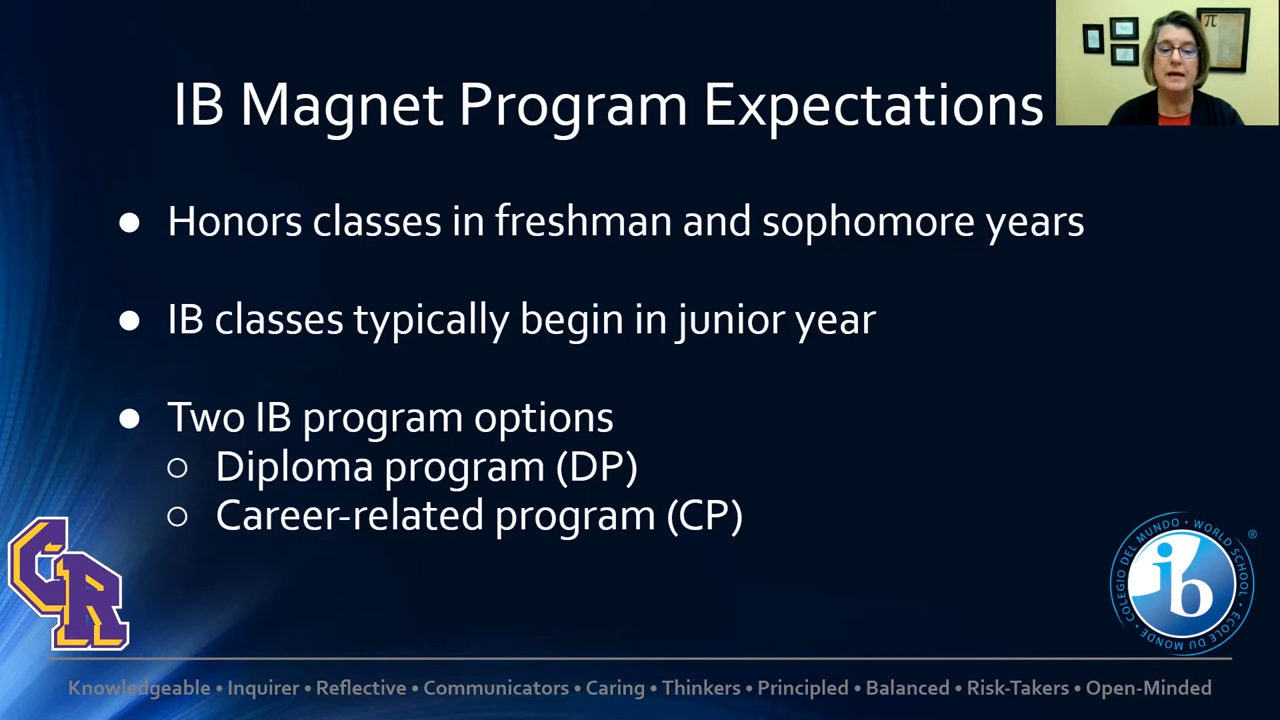 IB Magnet Program Expectations
π
● Honors classes in freshman and sophomore years
● IB classes typically begin in junior year
● Two IB program options
○ Diploma program (DP)
○ Career-related program (CP)
CR
COLEGIO DEL MUNDO • WORLD SCHOOL • ÉCOLE DU MONDE •
®
ib
Knowledgeable • Inquirer • Reflective • Communicators • Caring • Thinkers • Principled • Balanced • Risk-Takers • Open-Minded